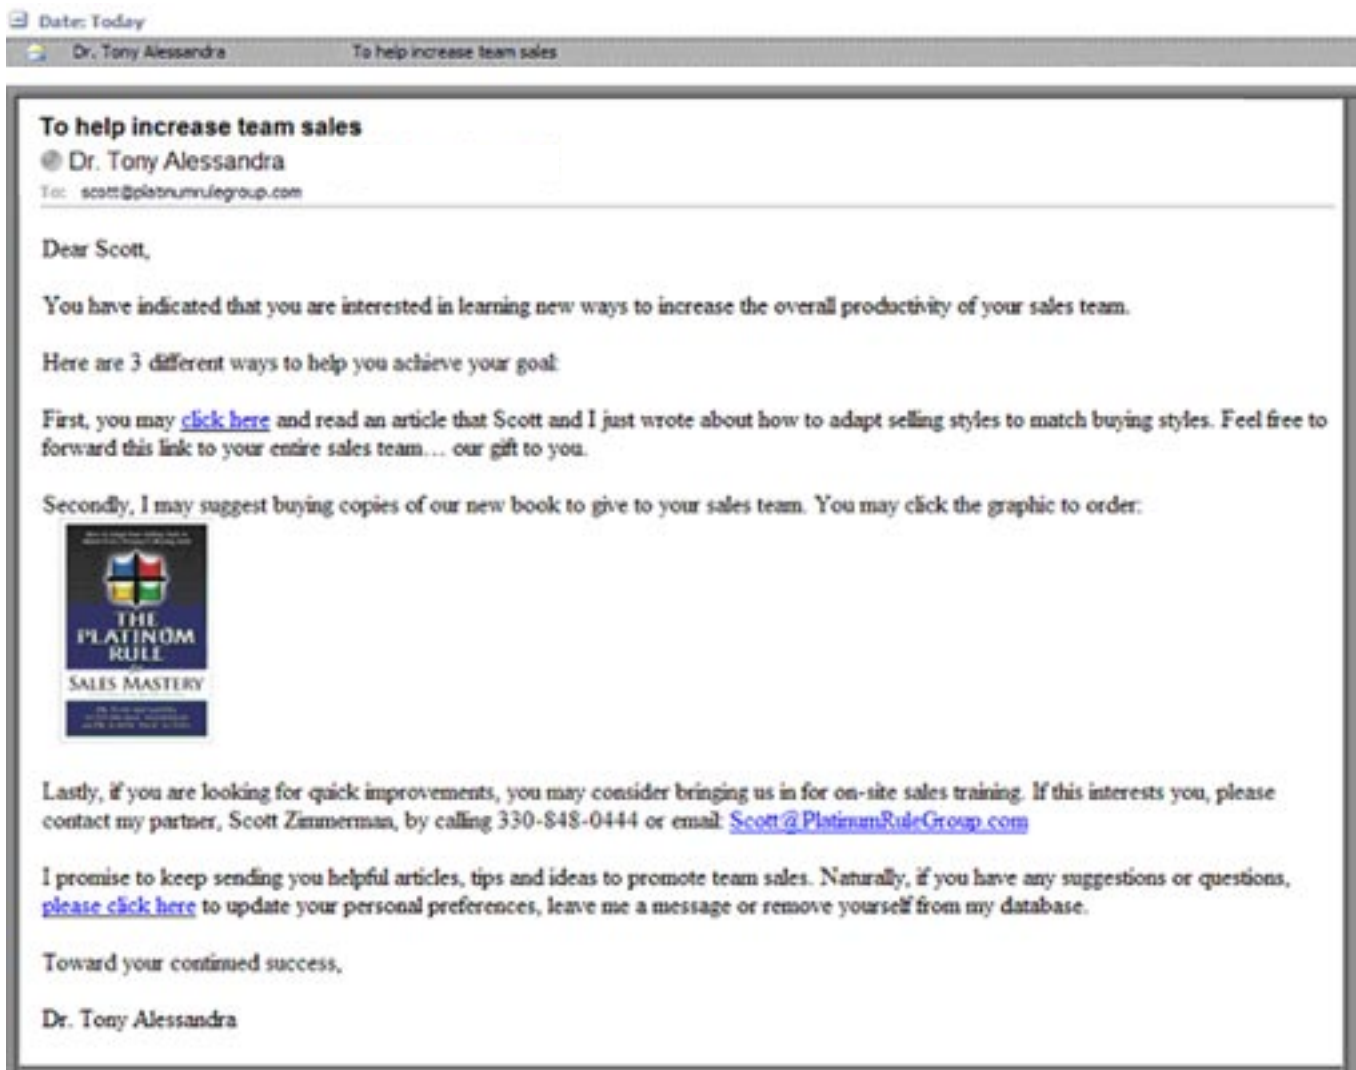 Date: Today
Dr. Tony Alessandra To help increase team sales
To help increase team sales
Dr. Tony Alessandra
To: scott@platinumrulegroup.com
Dear Scott,
You have indicated that you are interested in learning new ways to increase the overall productivity of your sales team.
Here are 3 different ways to help you achieve your goal:
First, you may click here and read an article that Scott and I just wrote about how to adapt selling styles to match buying styles. Feel free to
forward this link to your entire sales team… our gift to you.
Secondly, I may suggest buying copies of our new book to give to your sales team. You may click the graphic to order:
THE
PLATINUM
RULE
SALES MASTERY
Lastly, if you are looking for quick improvements, you may consider bringing us in for on-site sales training. If this interests you, please
contact my partner, Scott Zimmerman, by calling 330-848-0444 or email: Scott@PlatinumRuleGroup.com
I promise to keep sending you helpful articles, tips and ideas to promote team sales. Naturally, if you have any suggestions or questions,
please click here to update your personal preferences, leave me a message or remove yourself from my database.
Toward your continued success,
Dr. Tony Alessandra